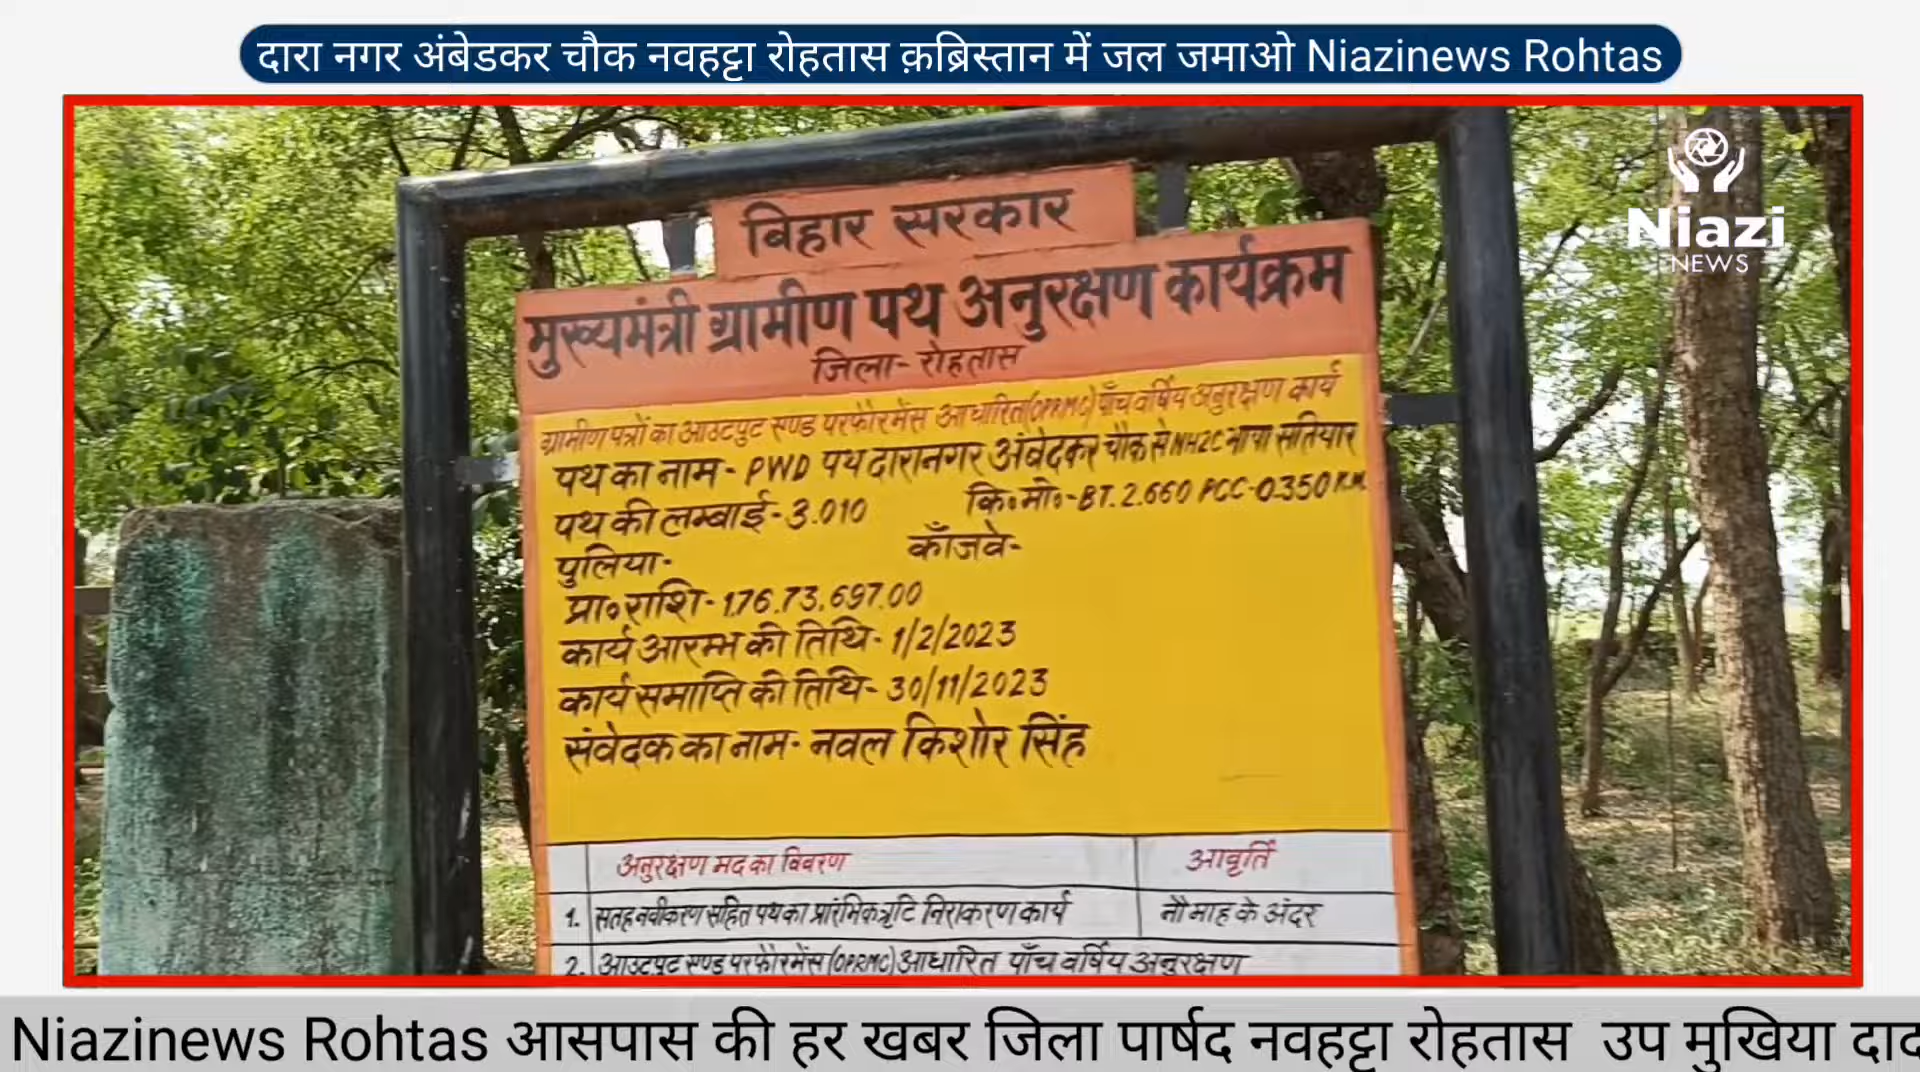 दारा नगर अंबेडकर चौक नवहट्टा रोहतास क़ब्रिस्तान में जल जमाओ Niazinews Rohtas
Niazi
NEWS
बिहार सरकार
मुख्यमंत्री ग्रामीण पथ अनुरक्षण कार्यक्रम
जिला- रोहतास
ग्रामीण पत्रों का आउटपुट एण्ड परफोरमेंस आधारित(OPRMC) पाँच वर्षिय अनुरक्षण कार्य
पथ का नाम- PWD पथ दारानगर अंबेदकर चौक से NH2C भाया सतियार
पथ की लम्बाई- 3.010 कि०मी०-BT.2.660 PCC-0.350 K.M.
पुलिया- काँजवे-
प्रा०राशि- 1,76.73,697.00
कार्य आरम्भ की तिथि- 1/2/2023
कार्य समाप्ति की तिथि- 30/11/2023
संवेदक का नाम- नवल किशोर सिंह
अनुरक्षण मद का विवरण आवृर्ति
1. सतह नवीकरण सहित पथ का प्रारंभिक त्रृटि निराकरण कार्य नौ माह के अंदर
2. आउटपुट एण्ड परफोरमेंस (OPRMC) आधारित पाँच वर्षिय अनुरक्षण
Niazinews Rohtas आसपास की हर खबर जिला पार्षद नवहट्टा रोहतास उप मुखिया